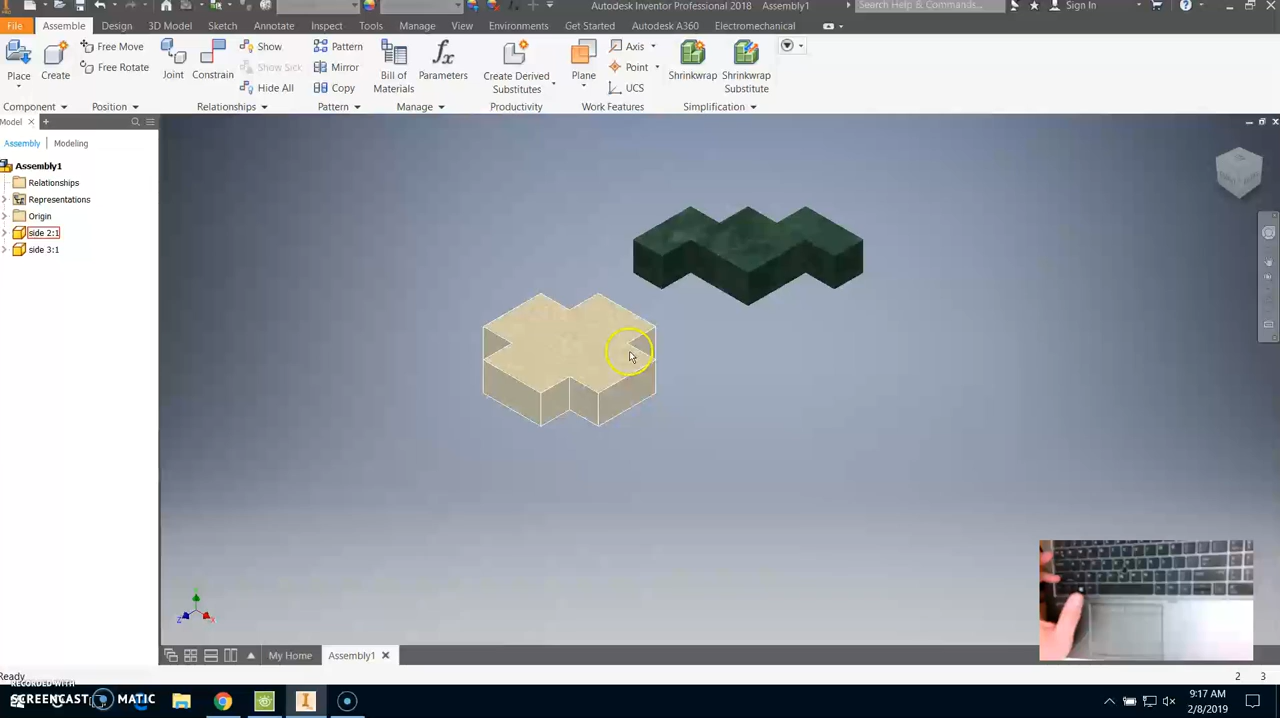 Autodesk Inventor Professional 2018 Assembly1
Search Help & Commands...
Sign In
File Assemble Design 3D Model Sketch Annotate Inspect Tools Manage View Environments Get Started Autodesk A360 Electromechanical
Place
Create
Free Move
Free Rotate
Joint
Constrain
Show
Show Sick
Hide All
Pattern
Mirror
Copy
Bill of
Materials
Parameters
Create Derived
Substitutes
Plane
Axis
Point
UCS
Shrinkwrap
Shrinkwrap
Substitute
Component Position Relationships Pattern Manage Productivity Work Features Simplification
Model
Assembly Modeling
Assembly1
Relationships
Representations
Origin
side 2:1
side 3:1
Z
X
My Home Assembly1
Ready
2 3
RECORDED WITH
SCREENCAST MATIC
9:17 AM
2/8/2019